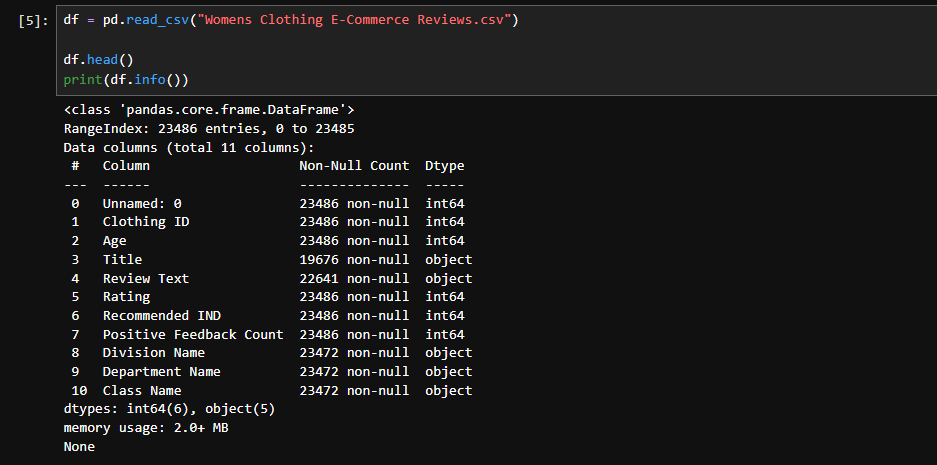 [5]: df = pd.read_csv("Womens Clothing E-Commerce Reviews.csv")
df.head()
print(df.info())
<class 'pandas.core.frame.DataFrame'>
RangeIndex: 23486 entries, 0 to 23485
Data columns (total 11 columns):
 #   Column                   Non-Null Count  Dtype
---  ------                   --------------  -----
 0   Unnamed: 0               23486 non-null  int64
 1   Clothing ID              23486 non-null  int64
 2   Age                      23486 non-null  int64
 3   Title                    19676 non-null  object
 4   Review Text              22641 non-null  object
 5   Rating                   23486 non-null  int64
 6   Recommended IND          23486 non-null  int64
 7   Positive Feedback Count  23486 non-null  int64
 8   Division Name            23472 non-null  object
 9   Department Name          23472 non-null  object
 10  Class Name               23472 non-null  object
dtypes: int64(6), object(5)
memory usage: 2.0+ MB
None